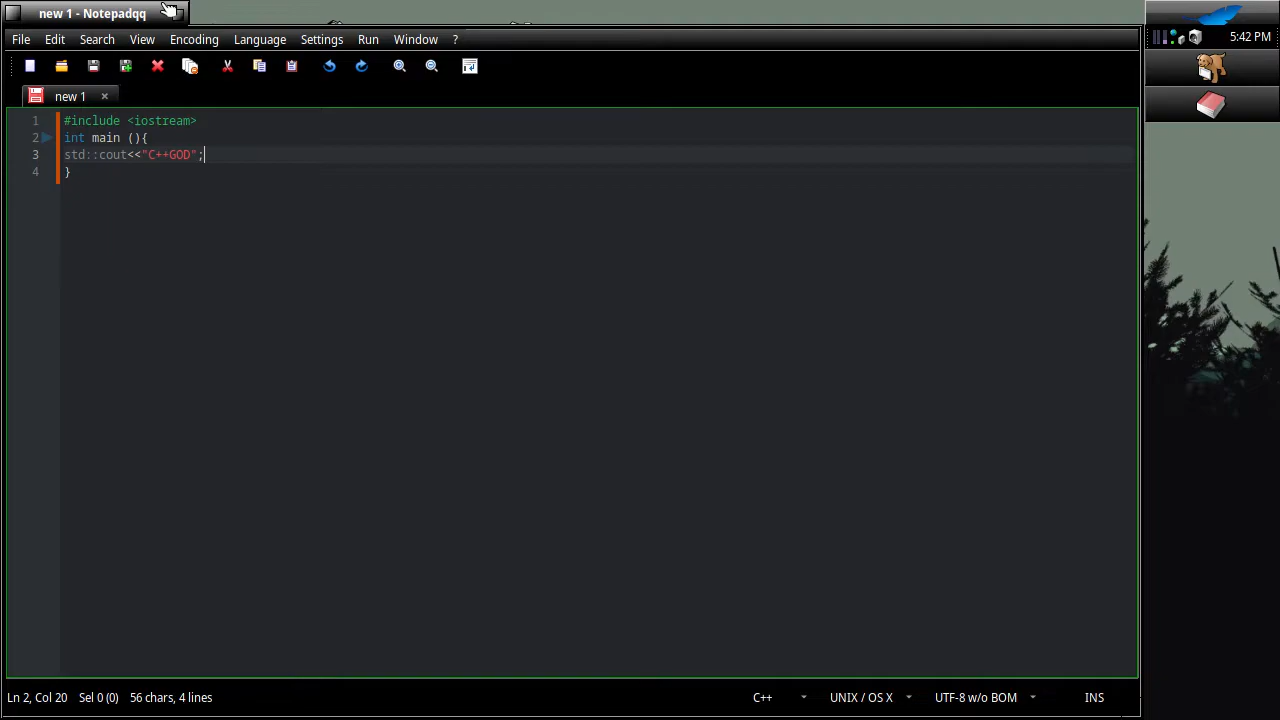 new 1 - Notepadqq
File Edit Search View Encoding Language Settings Run Window ?
5:42 PM
new 1
1 #include <iostream>
2 int main (){
3 std::cout<<"C++GOD";
4 }
Ln 2, Col 20 Sel 0 (0) 56 chars, 4 lines C++ UNIX / OS X UTF-8 w/o BOM INS